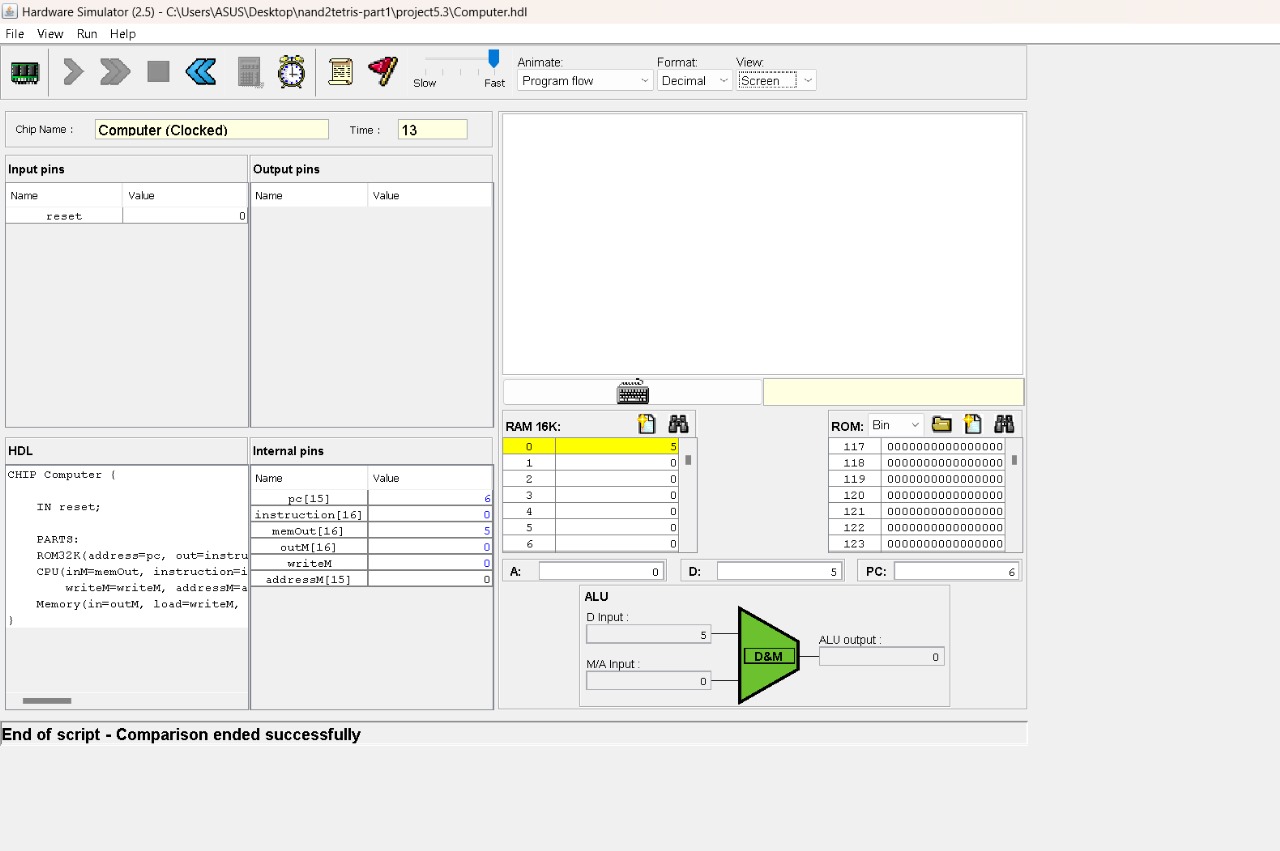 Hardware Simulator (2.5) - C:\Users\ASUS\Desktop\nand2tetris-part1\project5.3\Computer.hdl
File View Run Help
Slow Fast
Animate: Format: View:
Program flow Decimal Screen
Chip Name : Computer (Clocked) Time : 13
Input pins Output pins
Name Value Name Value
reset 0
HDL Internal pins
CHIP Computer {
IN reset;
PARTS:
ROM32K(address=pc, out=instru
CPU(inM=memOut, instruction=i
writeM=writeM, addressM=a
Memory(in=outM, load=writeM,
}
Name Value
pc[15] 6
instruction[16] 0
memOut[16] 5
outM[16] 0
writeM 0
addressM[15] 0
RAM 16K:
0 5
1 0
2 0
3 0
4 0
5 0
6 0
ROM: Bin
117 0000000000000000
118 0000000000000000
119 0000000000000000
120 0000000000000000
121 0000000000000000
122 0000000000000000
123 0000000000000000
A: 0 D: 5 PC: 6
ALU
D Input :
5
M/A Input :
0
D&M
ALU output :
0
End of script - Comparison ended successfully